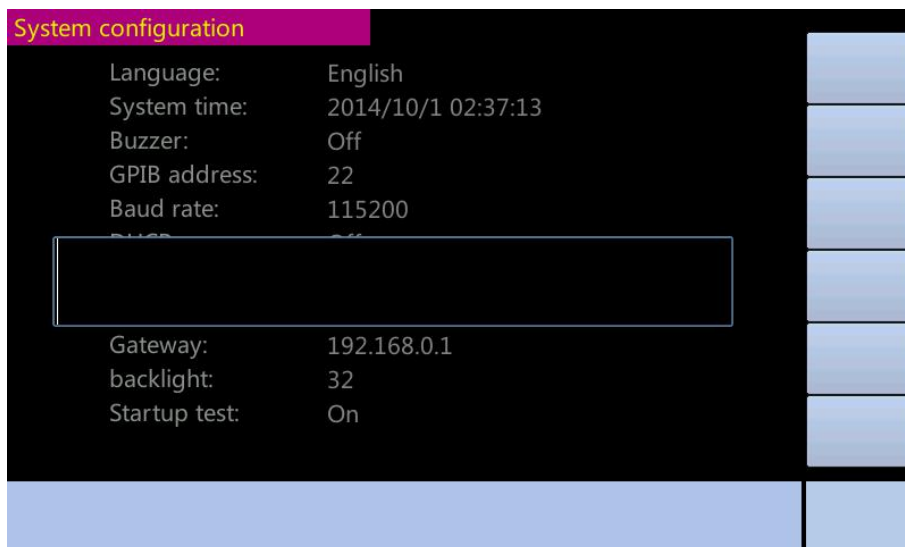 System configuration
Language: English
System time: 2014/10/1 02:37:13
Buzzer: Off
GPIB address: 22
Baud rate: 115200
Gateway: 192.168.0.1
backlight: 32
Startup test: On